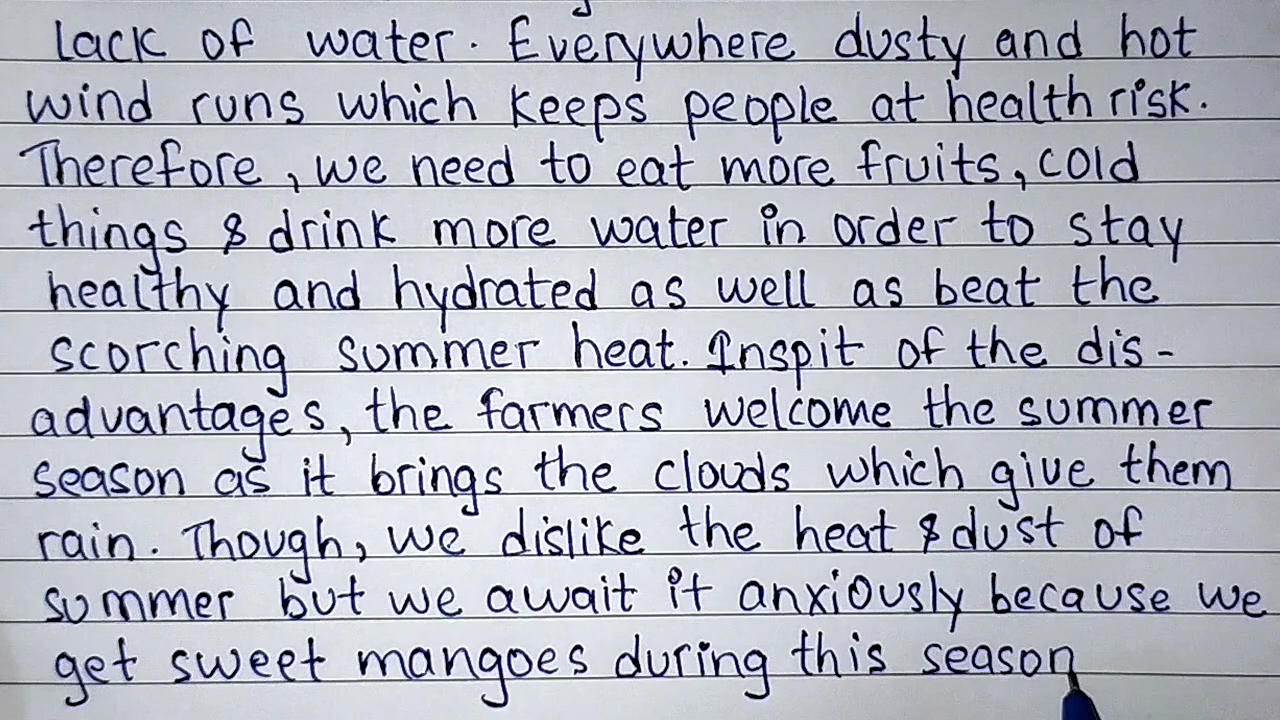 lack of water. Everywhere dusty and hot
wind runs which keeps people at health risk.
Therefore, we need to eat more fruits, cold
things & drink more water in order to stay
healthy and hydrated as well as beat the
scorching summer heat. Inspit of the dis-
advantages, the farmers welcome the summer
season as it brings the clouds which give them
rain. Though, we dislike the heat & dust of
summer but we await it anxiously because we
get sweet mangoes during this season